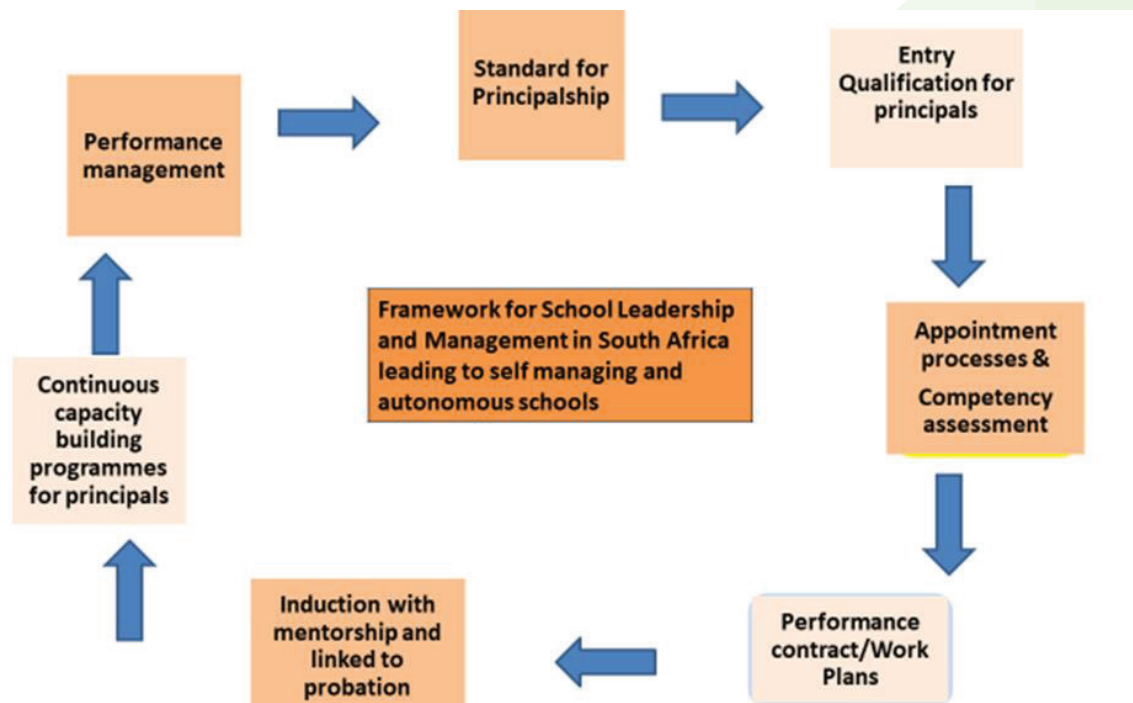 Standard for
Principalship
Entry
Qualification for
principals
Performance
management
Framework for School Leadership
and Management in South Africa
leading to self managing and
autonomous schools
Appointment
processes &
Competency
assessment
Continuous
capacity
building
programmes
for principals
Induction with
mentorship and
linked to
probation
Performance
contract/Work
Plans